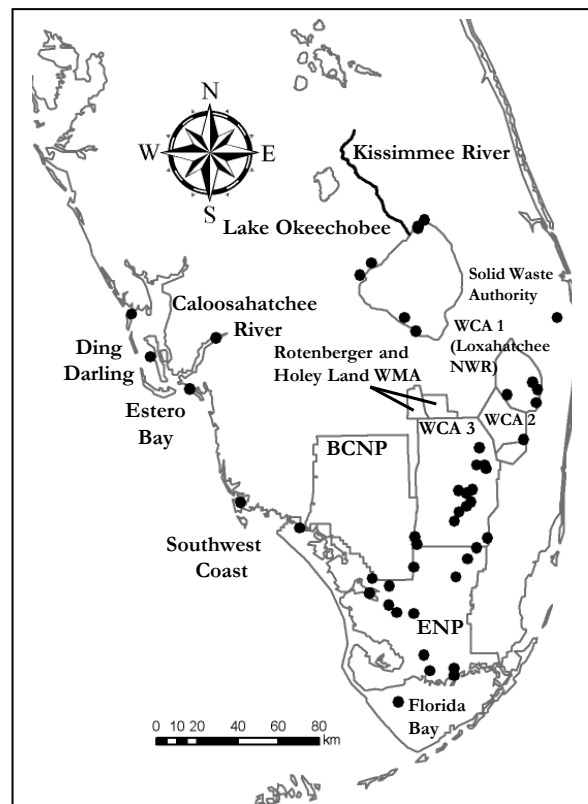 N
W
E
S
Kissimmee River
Lake Okeechobee
Solid Waste
Authority
Caloosahatchee
River
WCA 1
(Loxahatchee
NWR)
Ding
Darling
Rotenberger and
Holey Land WMA
Estero
Bay
WCA 2
WCA 3
BCNP
Southwest
Coast
ENP
Florida
Bay
0 10 20 40 60 80
km